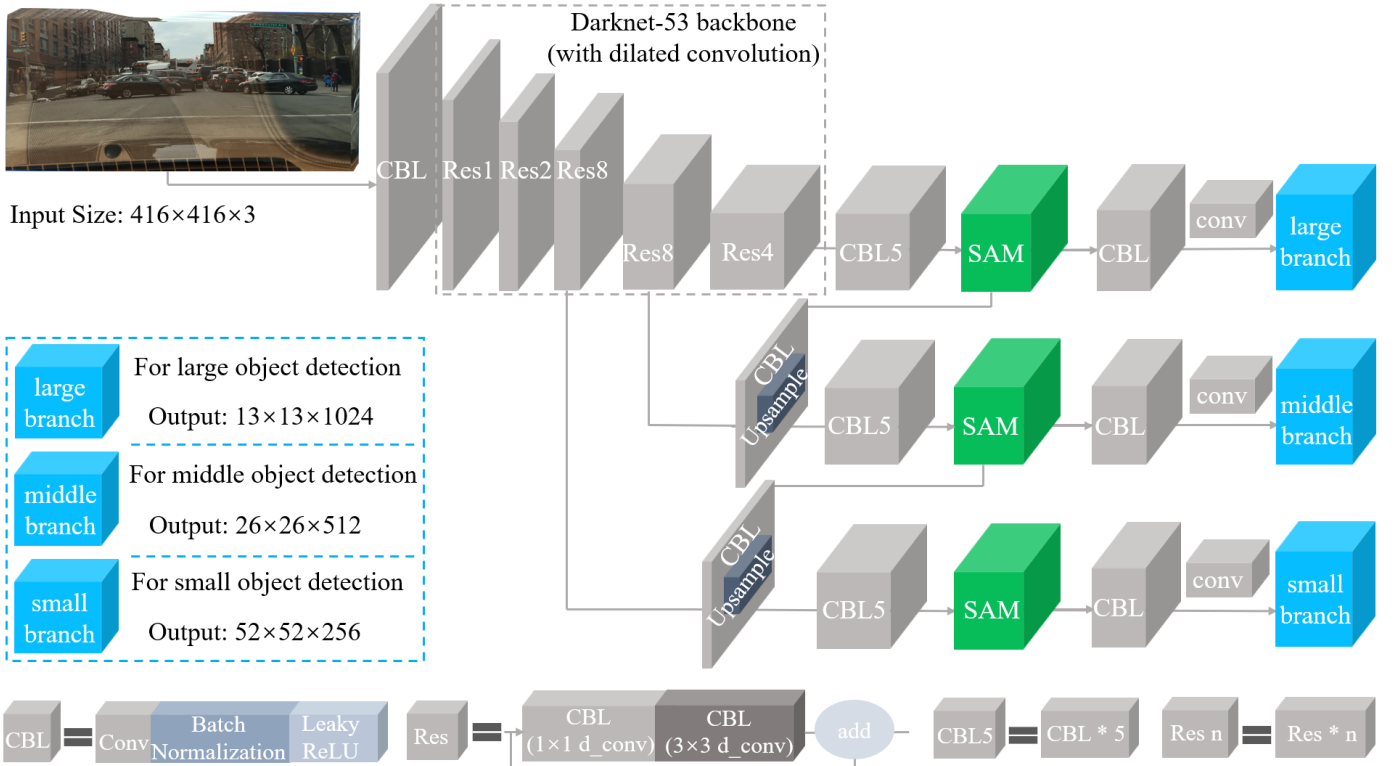 Darknet-53 backbone
(with dilated convolution)
CBL
Res1
Res2
Res8
Res8
Res4
CBL5
SAM
CBL
conv
large
branch
Input Size: 416×416×3
CBL
Upsample
CBL5
SAM
CBL
conv
middle
branch
CBL
Upsample
CBL5
SAM
CBL
conv
small
branch
large
branch
For large object detection
Output: 13×13×1024
middle
branch
For middle object detection
Output: 26×26×512
small
branch
For small object detection
Output: 52×52×256
CBL
=
Conv
Batch
Normalization
Leaky
ReLU
Res
=
CBL
(1×1 d_conv)
CBL
(3×3 d_conv)
add
CBL5
=
CBL * 5
Res n
=
Res * n